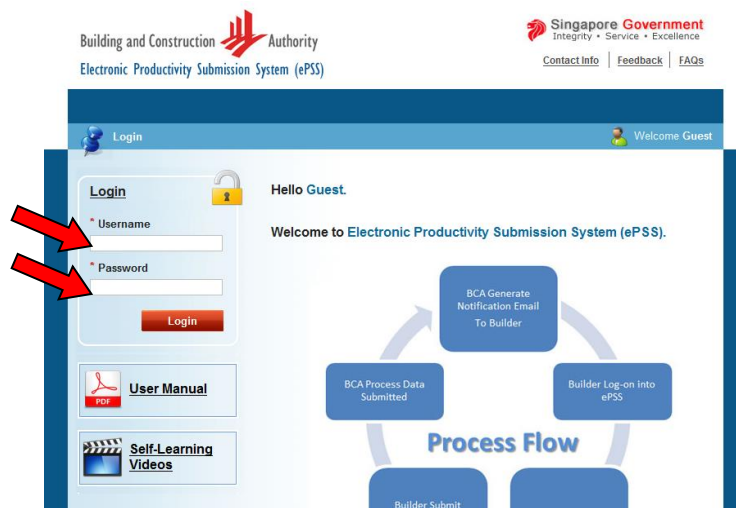 Building and Construction Authority
Electronic Productivity Submission System (ePSS)
Singapore Government
Integrity • Service • Excellence
Contact Info | Feedback | FAQs
Login
Welcome Guest
Login
* Username
* Password
Login
User Manual
PDF
Self-Learning
Videos
Hello Guest.
Welcome to Electronic Productivity Submission System (ePSS).
BCA Generate
Notification Email
To Builder
Builder Log-on into
ePSS
BCA Process Data
Submitted
Process Flow
Builder Submit